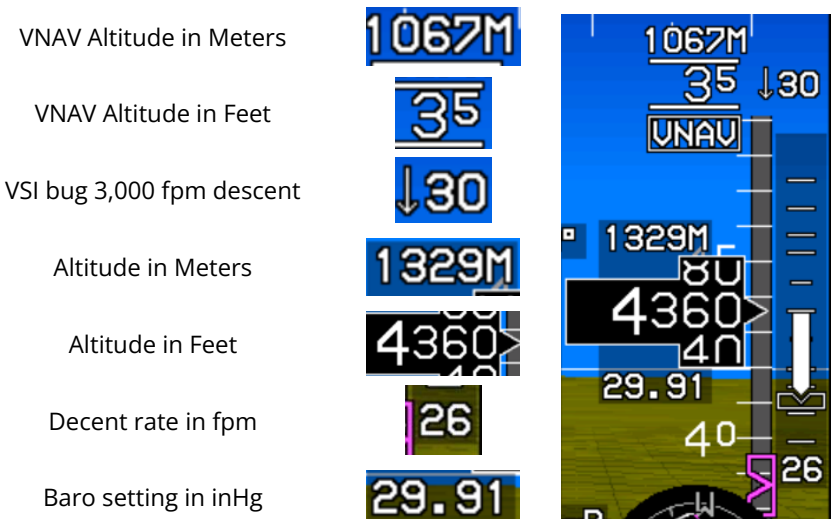 VNAV Altitude in Meters
1067M
VNAV Altitude in Feet
35
VSI bug 3,000 fpm descent
↓30
Altitude in Meters
1329M
Altitude in Feet
4360
Decent rate in fpm
26
Baro setting in inHg
29.91
1067M
35 ↓30
VNAV
1329M
80
4360
40
29.91
40
26
W